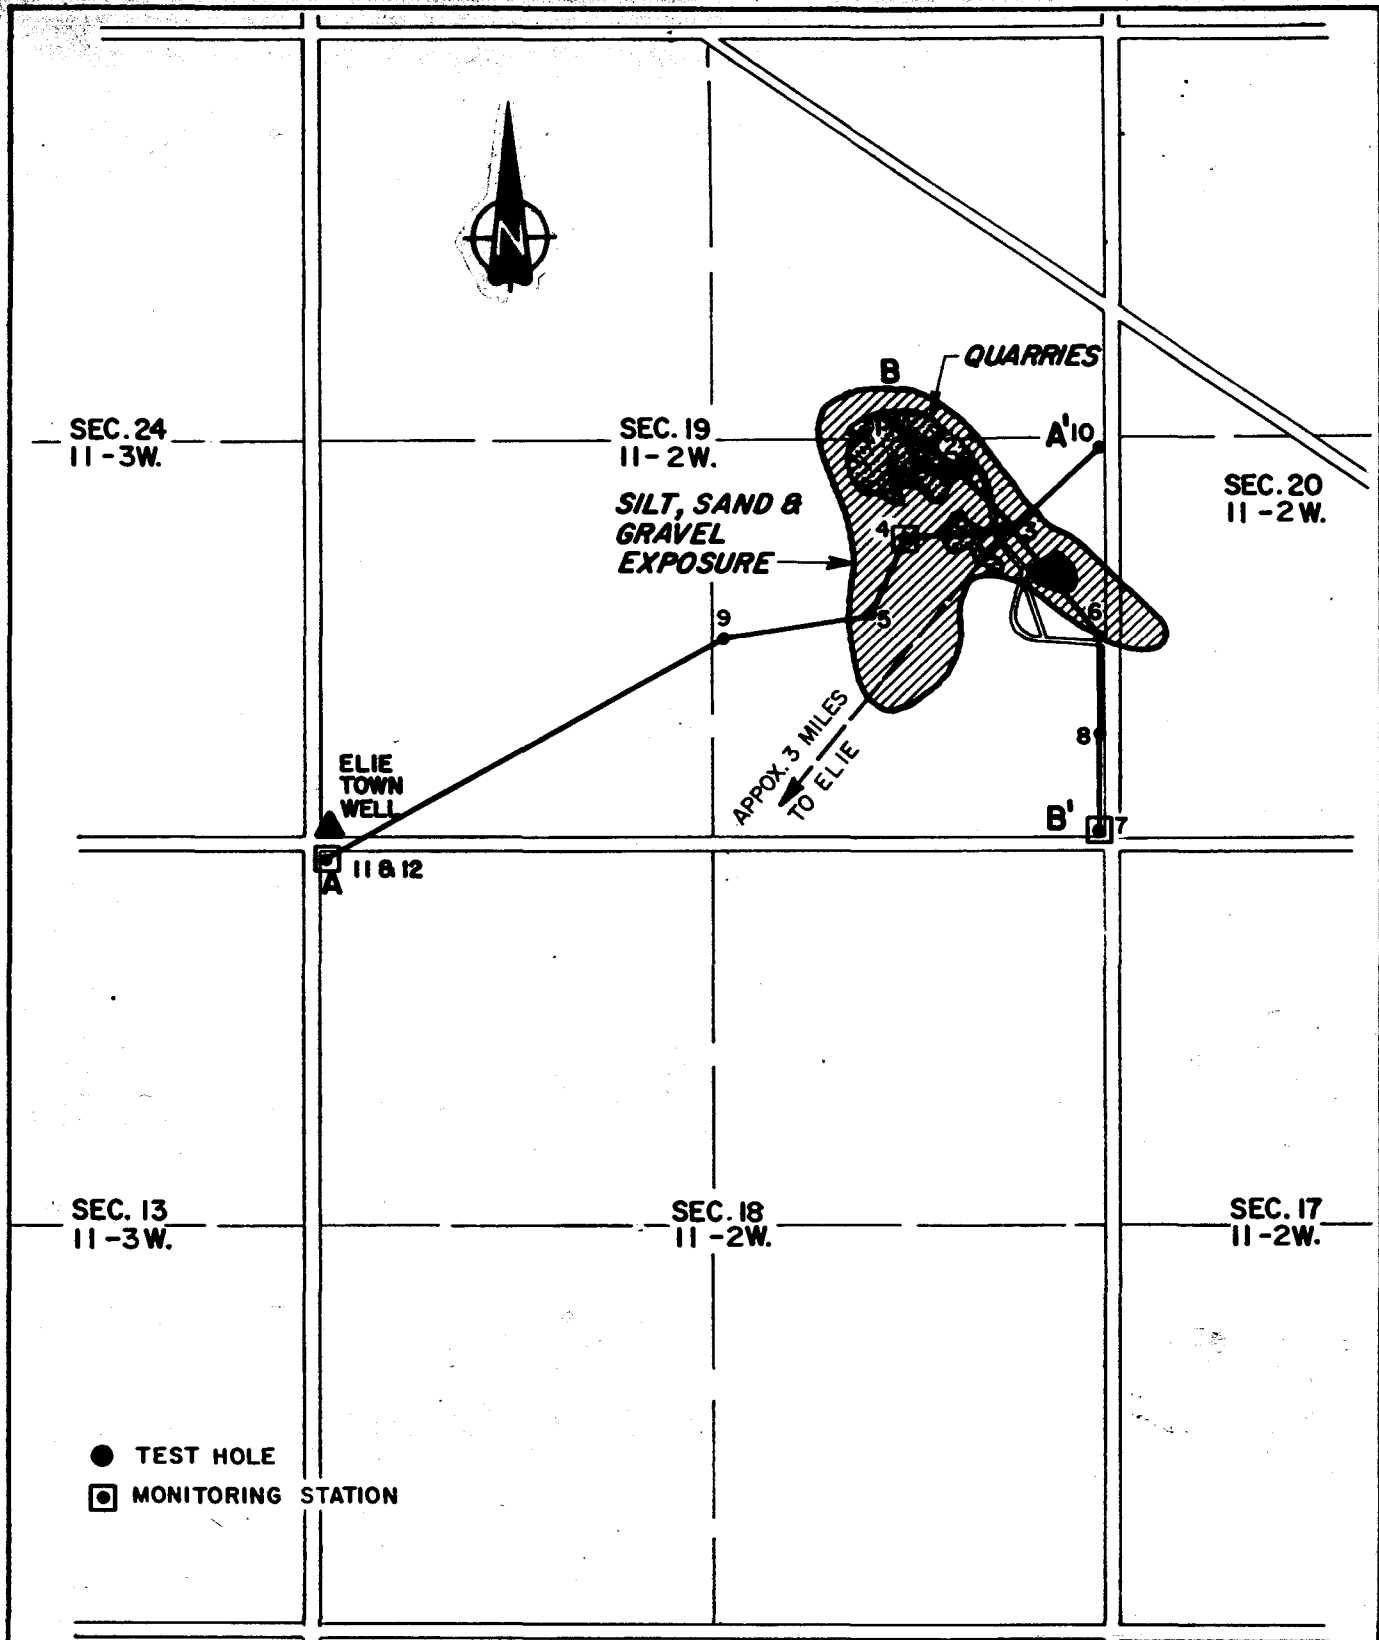 N
B
QUARRIES
SEC. 24
11-3W.
SEC. 19
11-2W.
A' 10
SEC. 20
11-2W.
SILT, SAND &
GRAVEL
EXPOSURE
1
2
4
3
9
5
6
APPOX. 3 MILES
TO ELIE
8
ELIE
TOWN
WELL
B'
7
11 & 12
A
SEC. 13
11-3W.
SEC. 18
11-2W.
SEC. 17
11-2W.
TEST HOLE
MONITORING STATION